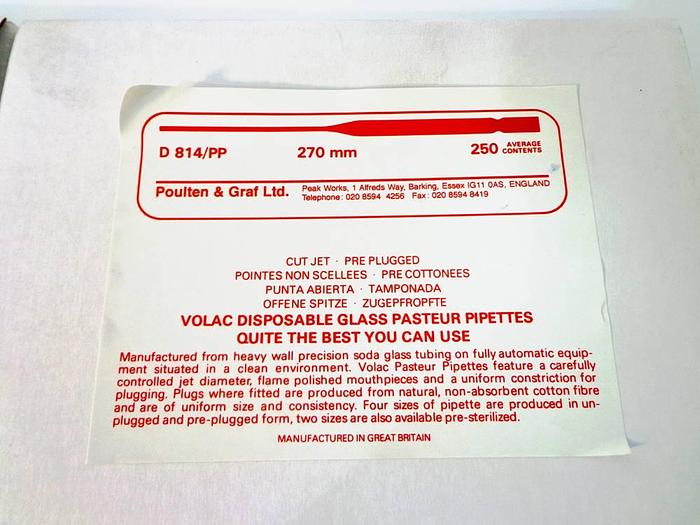 D 814/PP 270 mm 250 AVERAGE CONTENTS
Poulten & Graf Ltd. Peak Works, 1 Alfreds Way, Barking, Essex IG11 0AS, ENGLAND
Telephone: 020 8594 4256 Fax: 020 8594 8419
CUT JET · PRE PLUGGED
POINTES NON SCELLEES · PRE COTTONEES
PUNTA ABIERTA · TAMPONADA
OFFENE SPITZE · ZUGEPFROPFTE
VOLAC DISPOSABLE GLASS PASTEUR PIPETTES
QUITE THE BEST YOU CAN USE
Manufactured from heavy wall precision soda glass tubing on fully automatic equip-
ment situated in a clean environment. Volac Pasteur Pipettes feature a carefully
controlled jet diameter, flame polished mouthpieces and a uniform constriction for
plugging. Plugs where fitted are produced from natural, non-absorbent cotton fibre
and are of uniform size and consistency. Four sizes of pipette are produced in un-
plugged and pre-plugged form, two sizes are also available pre-sterilized.
MANUFACTURED IN GREAT BRITAIN